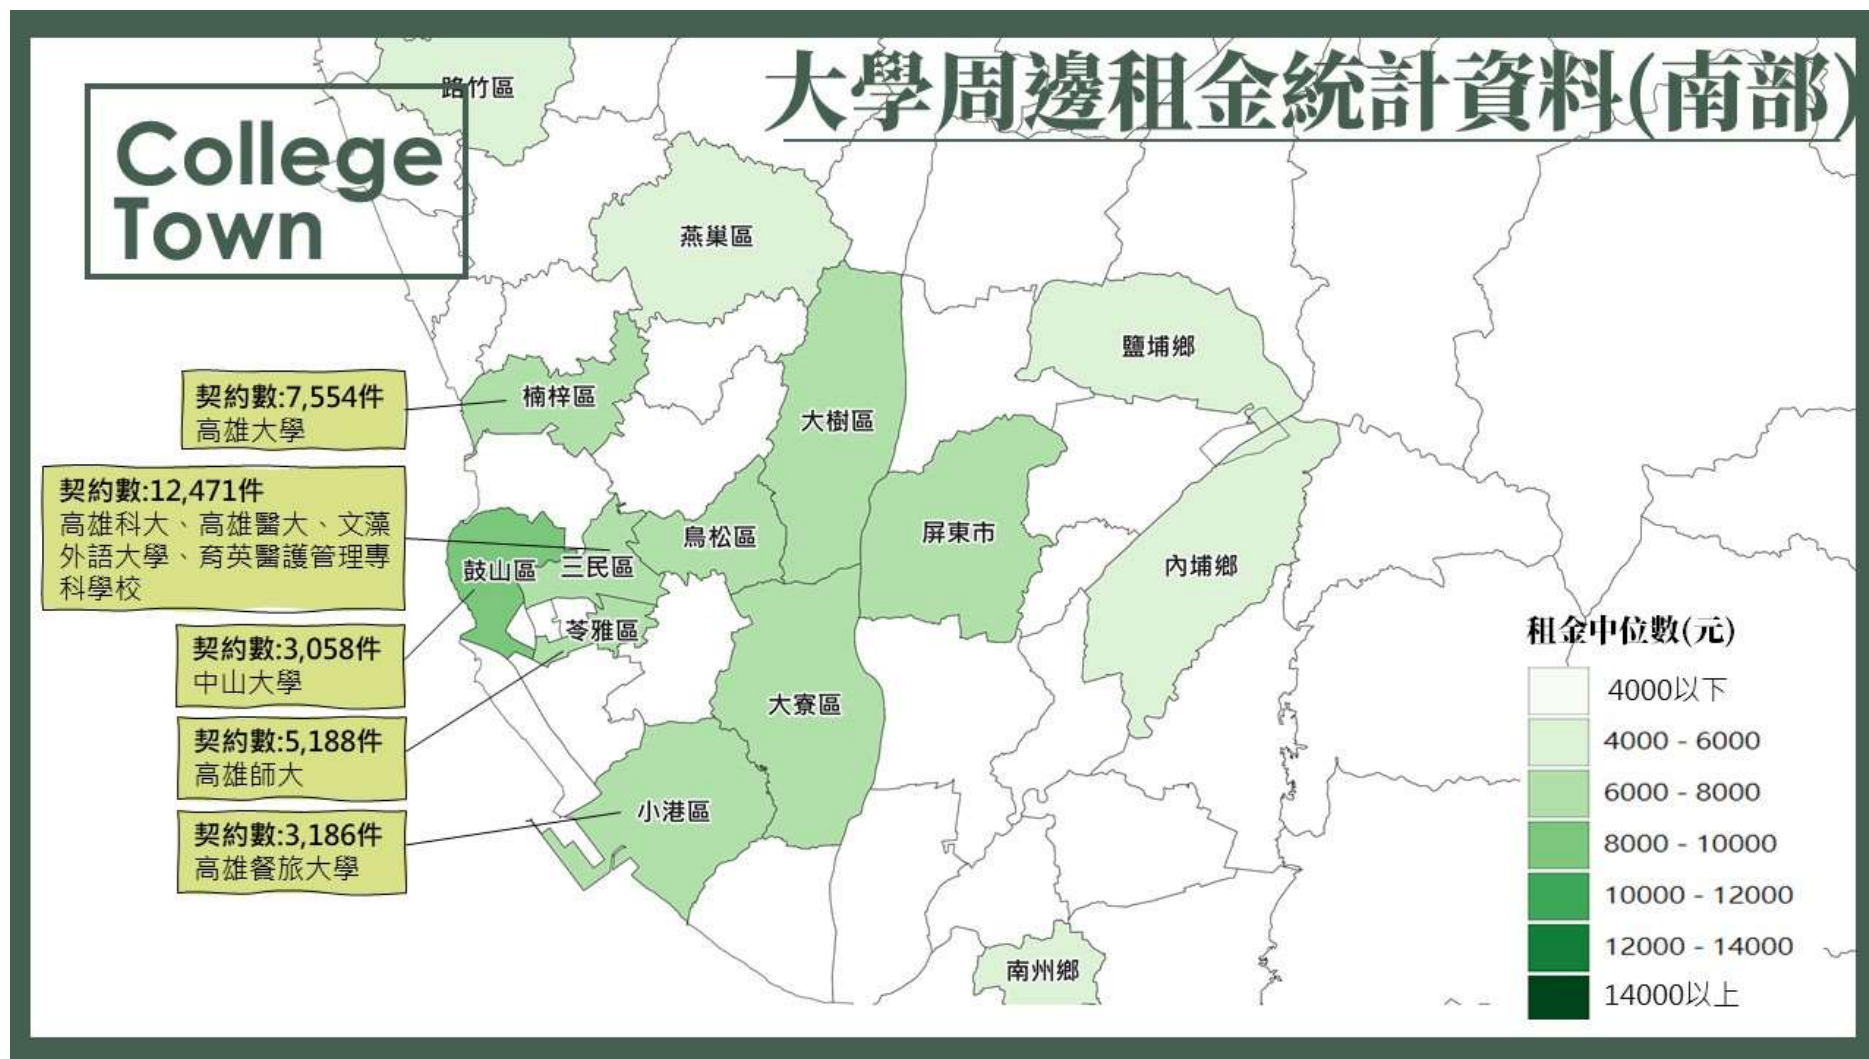 大學周邊租金統計資料(南部)
College
Town
路竹區
燕巢區
鹽埔鄉
楠梓區
大樹區
鳥松區
屏東市
內埔鄉
鼓山區
三民區
苓雅區
大寮區
小港區
南州鄉
契約數:7,554件
高雄大學
契約數:12,471件
高雄科大、高雄醫大、文藻
外語大學、育英醫護管理專
科學校
契約數:3,058件
中山大學
契約數:5,188件
高雄師大
契約數:3,186件
高雄餐旅大學
租金中位數(元)
4000以下
4000 - 6000
6000 - 8000
8000 - 10000
10000 - 12000
12000 - 14000
14000以上